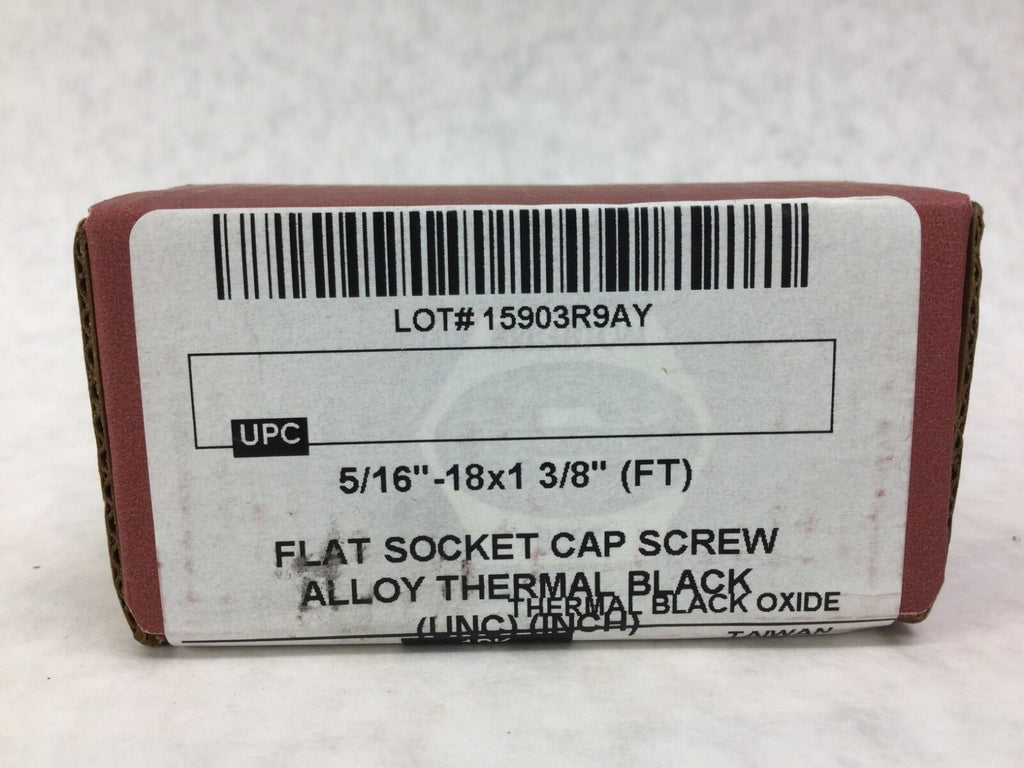 LOT# 15903R9AY
UPC
5/16"-18x1 3/8" (FT)
FLAT SOCKET CAP SCREW
ALLOY THERMAL BLACK
THERMAL BLACK OXIDE
(UNC) (INCH)
TAIWAN